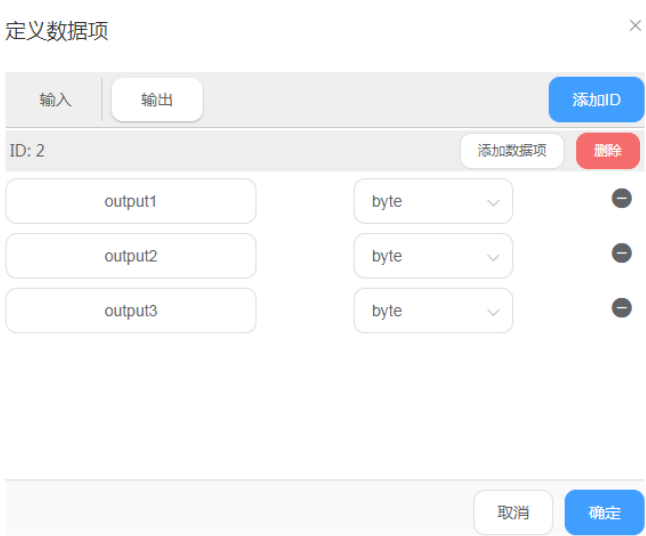 定义数据项
输入 输出 添加ID
ID: 2 添加数据项 删除
output1 byte
output2 byte
output3 byte
取消 确定